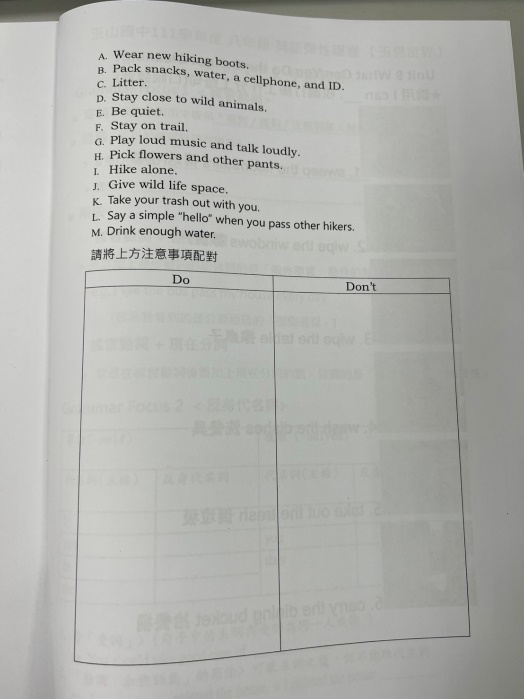 A. Wear new hiking boots.
B. Pack snacks, water, a cellphone, and ID.
C. Litter.
D. Stay close to wild animals.
E. Be quiet.
F. Stay on trail.
G. Play loud music and talk loudly.
H. Pick flowers and other pants.
I. Hike alone.
J. Give wild life space.
K. Take your trash out with you.
L. Say a simple "hello" when you pass other hikers.
M. Drink enough water.
請將上方注意事項配對
Do Don't